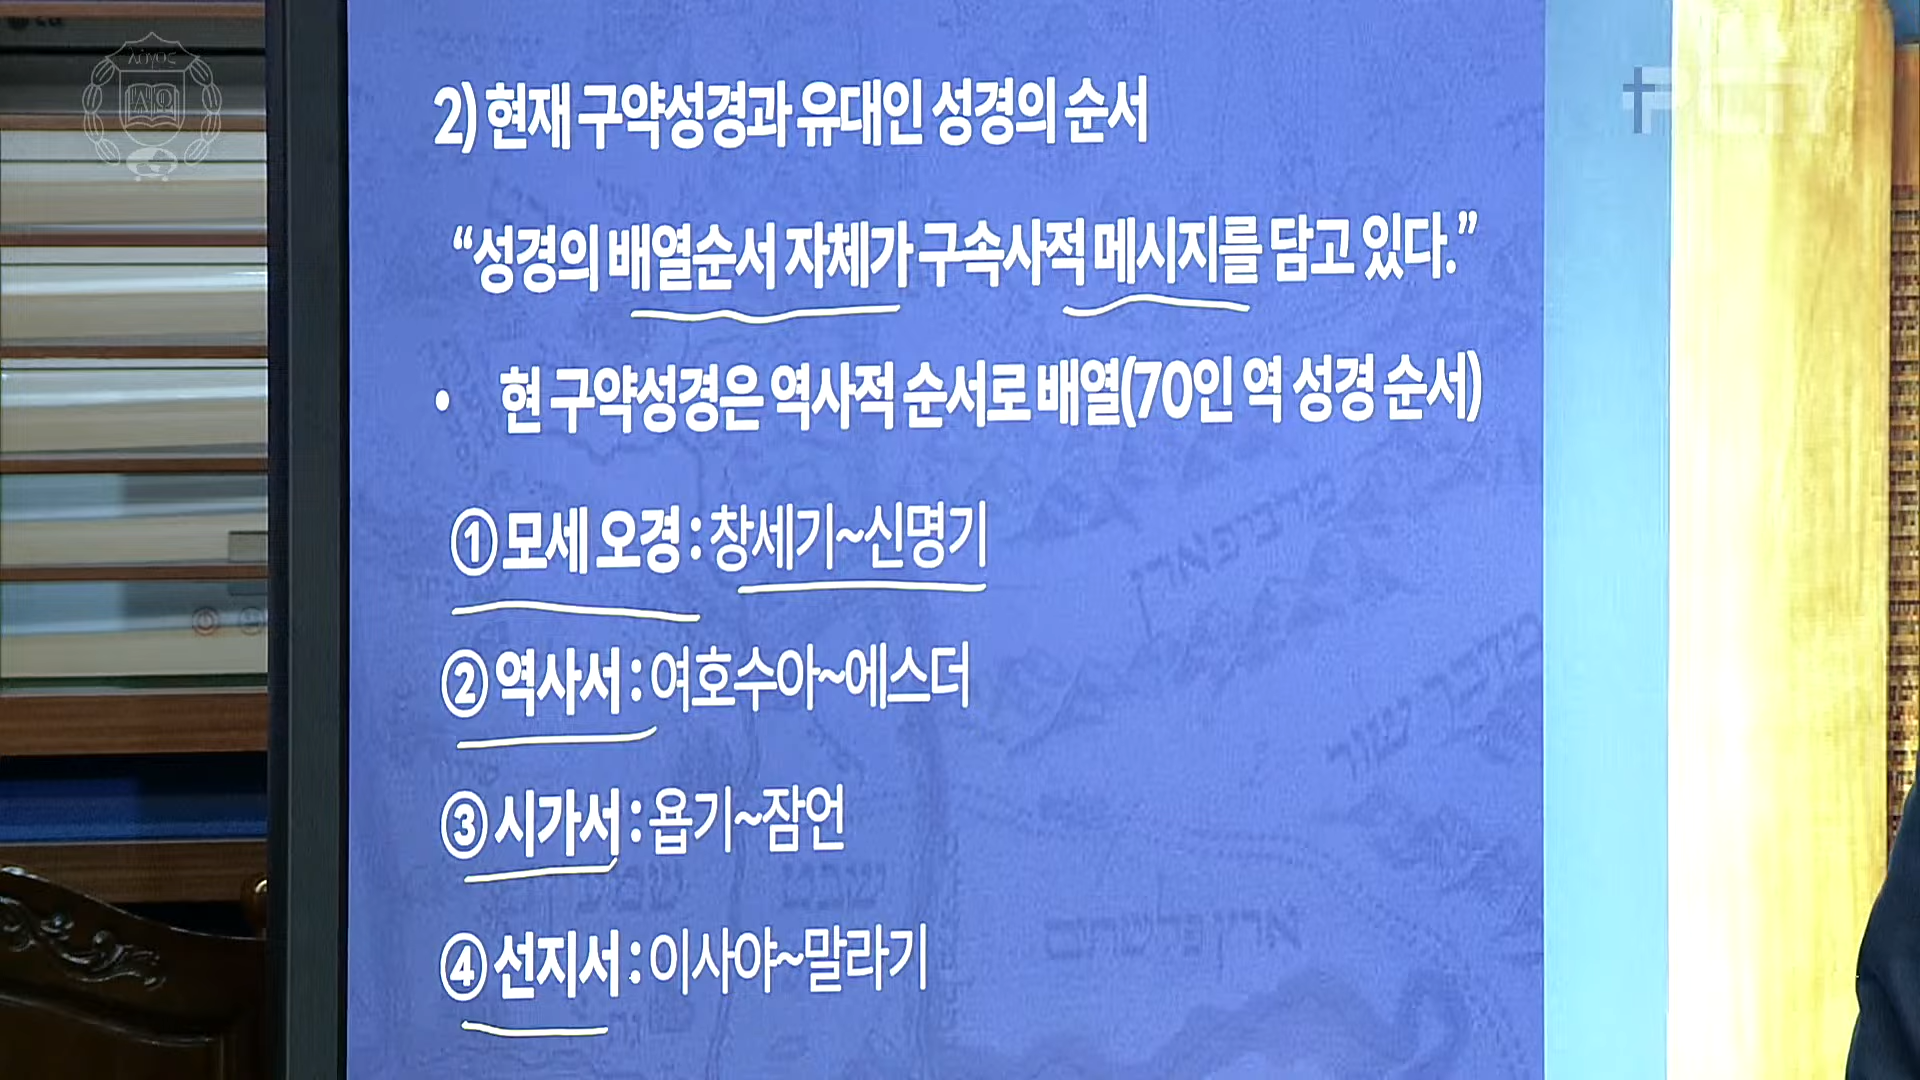 λόγος
Α Ω
2) 현재 구약성경과 유대인 성경의 순서
“성경의 배열순서 자체가 구속사적 메시지를 담고 있다.”
• 현 구약성경은 역사적 순서로 배열(70인 역 성경 순서)
① 모세 오경 : 창세기~신명기
② 역사서 : 여호수아~에스더
③ 시가서 : 욥기~잠언
④ 선지서 : 이사야~말라기